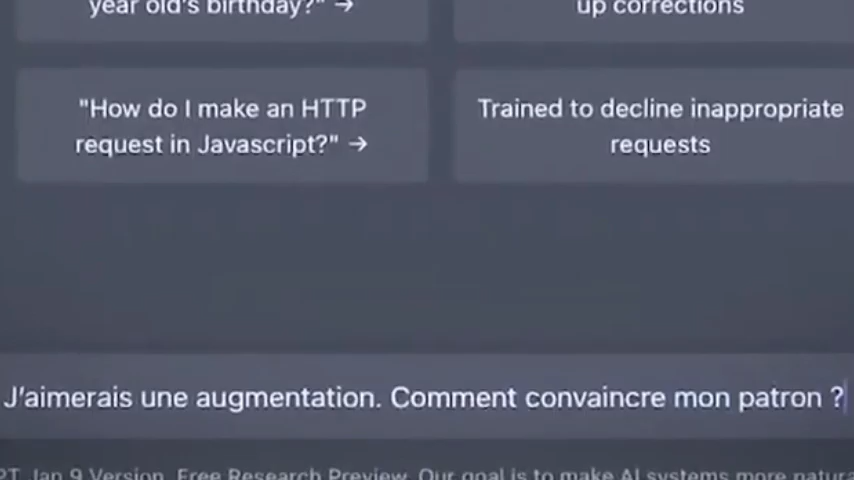 year old's birthday?" →
up corrections
"How do I make an HTTP
request in Javascript?" →
Trained to decline inappropriate
requests
J'aimerais une augmentation. Comment convaincre mon patron ?
PT Jan 9 Version. Free Research Preview. Our goal is to make AI systems more natura